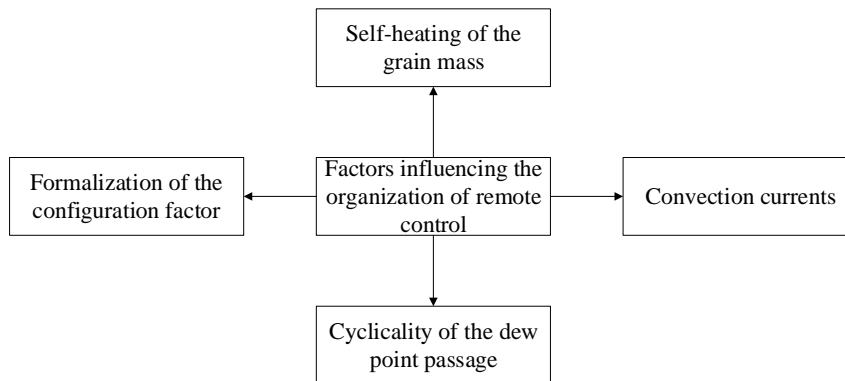 Self-heating of the
grain mass
Formalization of the
configuration factor
Factors influencing the
organization of remote
control
Convection currents
Cyclicality of the dew
point passage